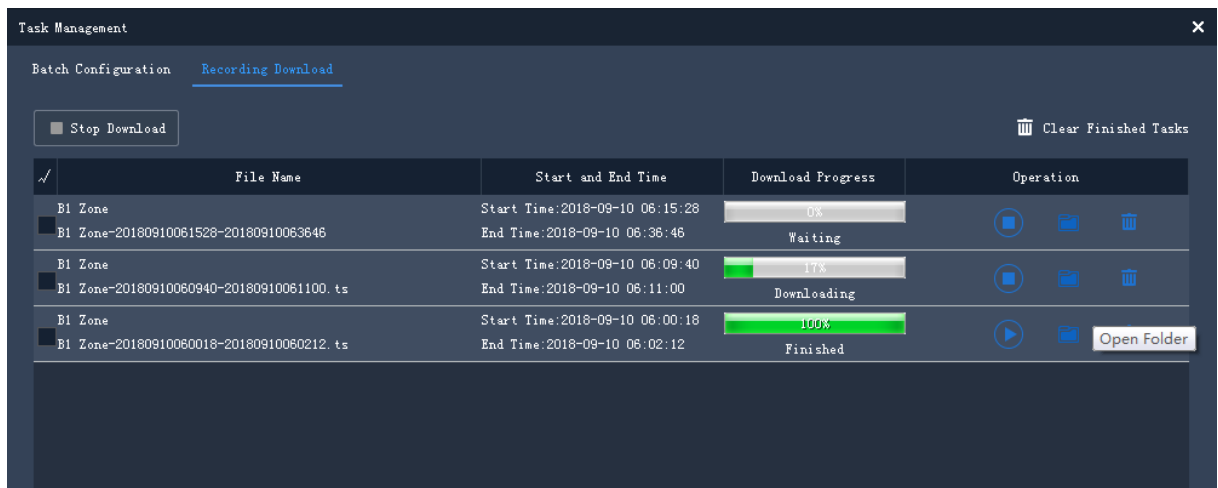 Task Management
Batch Configuration
Recording Download
Stop Download
Clear Finished Tasks
File Name
Start and End Time
Download Progress
Operation
B1 Zone
B1 Zone-20180910061528-20180910063646
Start Time:2018-09-10 06:15:28
End Time:2018-09-10 06:36:46
0%
Waiting
B1 Zone
B1 Zone-20180910060940-20180910061100.ts
Start Time:2018-09-10 06:09:40
End Time:2018-09-10 06:11:00
17%
Downloading
B1 Zone
B1 Zone-20180910060018-20180910060212.ts
Start Time:2018-09-10 06:00:18
End Time:2018-09-10 06:02:12
100%
Finished
Open Folder